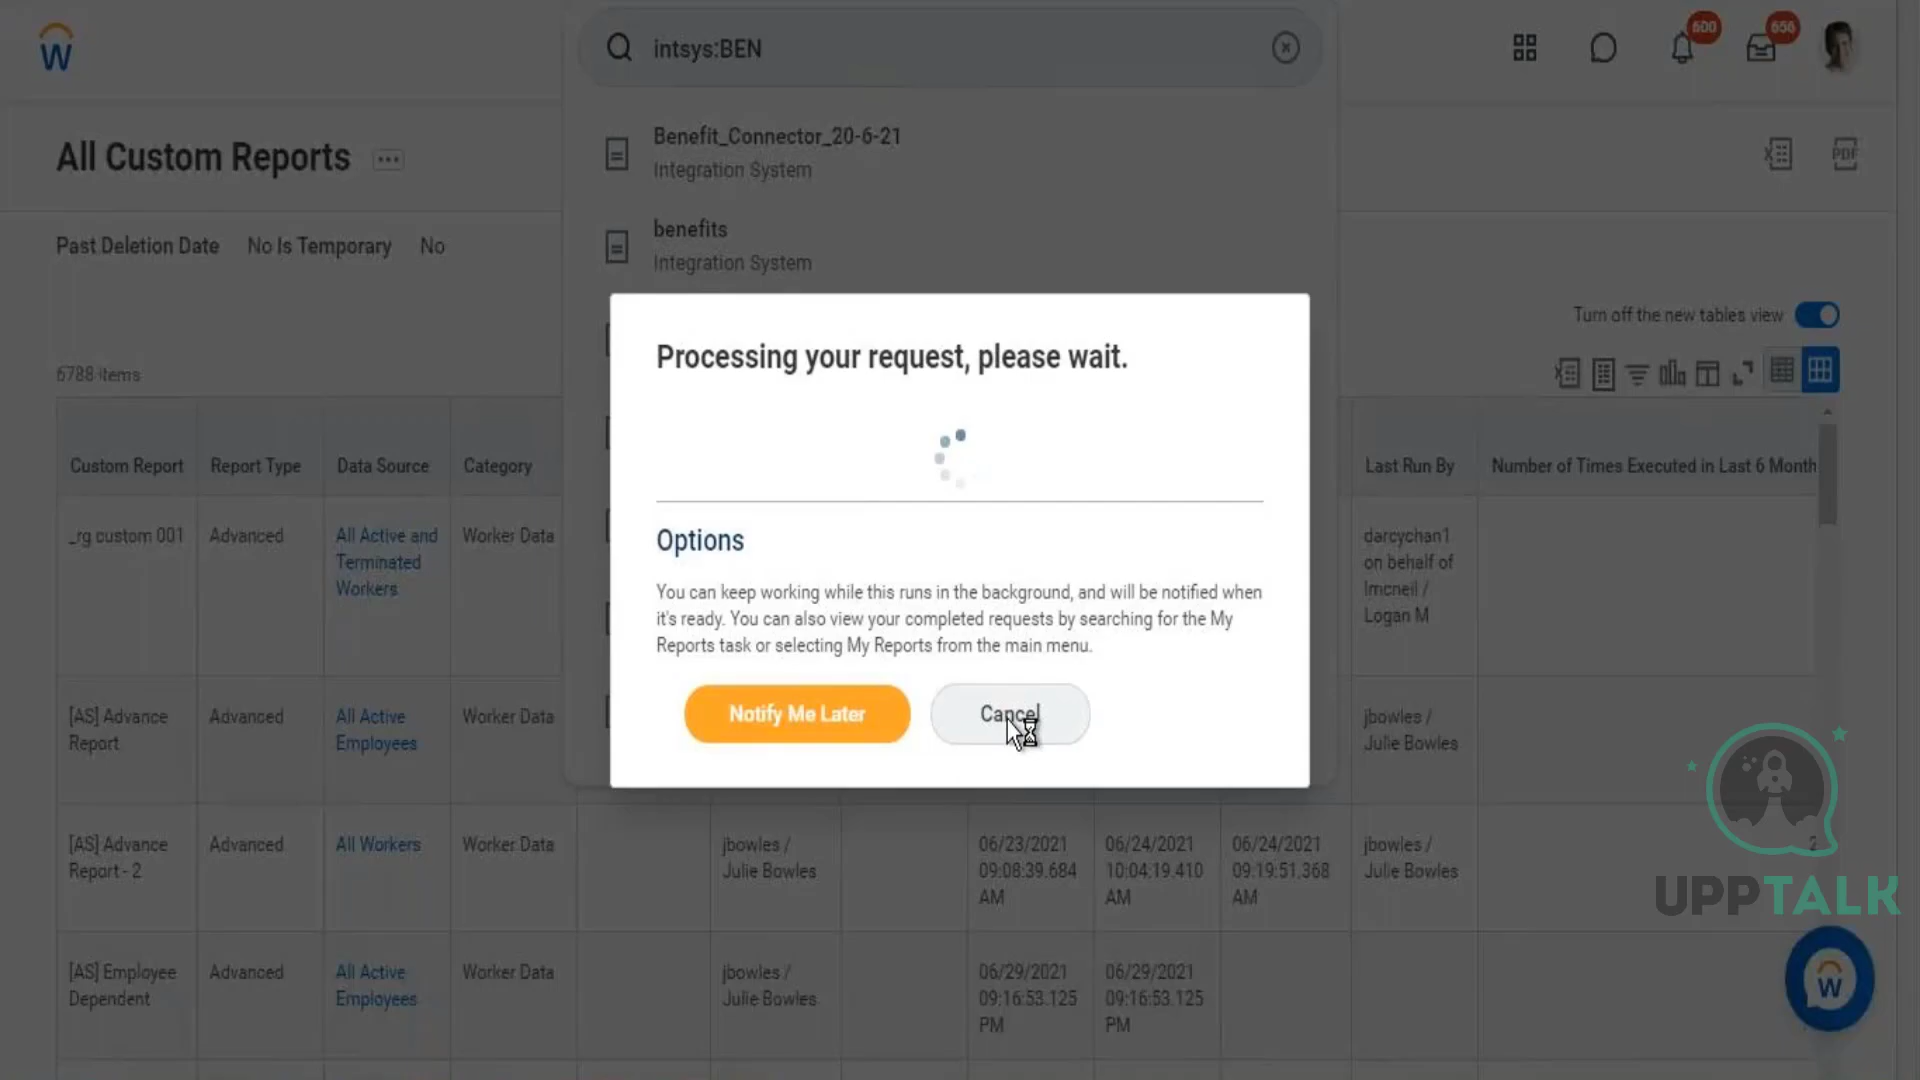 W
intsys:BEN
600
656
Benefit_Connector_20-6-21
Integration System
benefits
Integration System
All Custom Reports
X
PDF
Past Deletion Date No Is Temporary No
Turn off the new tables view
6788 items
Processing your request, please wait.
Options
You can keep working while this runs in the background, and will be notified when
it's ready. You can also view your completed requests by searching for the My
Reports task or selecting My Reports from the main menu.
Notify Me Later
Cancel
Custom Report Report Type Data Source Category Last Run By Number of Times Executed in Last 6 Month
_rg custom 001 Advanced All Active and Terminated Workers Worker Data darycychan1 on behalf of lmcneil / Logan M
[AS] Advance Report Advanced All Active Employees Worker Data jbowles / Julie Bowles
[AS] Advance Report - 2 Advanced All Workers Worker Data jbowles / Julie Bowles 06/23/2021 09:08:39.684 AM 06/24/2021 10:04:19.410 AM 06/24/2021 09:19:51.368 AM jbowles / Julie Bowles 2
[AS] Employee Dependent Advanced All Active Employees Worker Data jbowles / Julie Bowles 06/29/2021 09:16:53.125 PM 06/29/2021 09:16:53.125 PM
UPPTALK
W